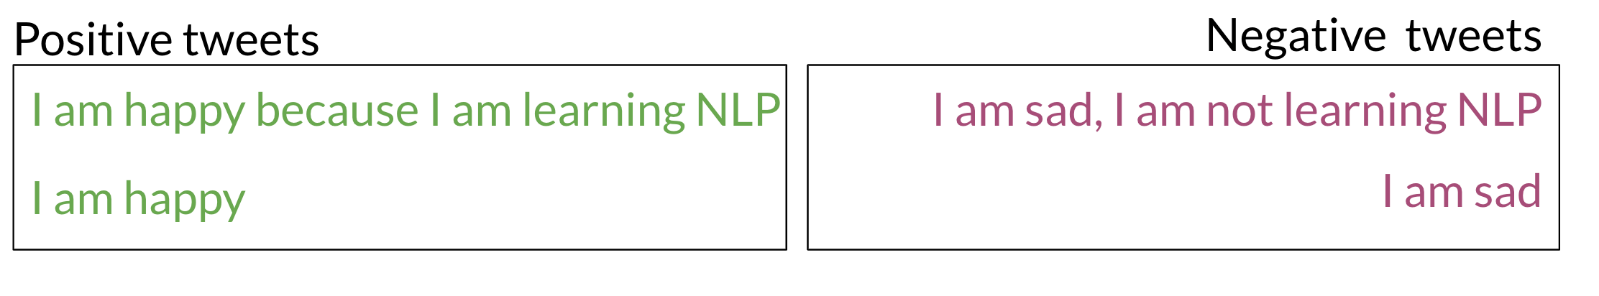 Positive tweets
I am happy because I am learning NLP
I am happy
Negative tweets
I am sad, I am not learning NLP
I am sad